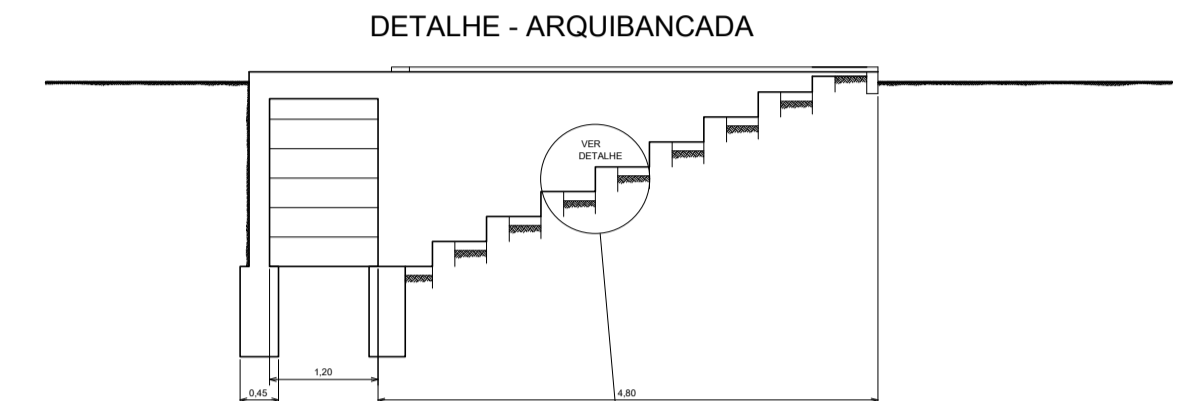 DETALHE - ARQUIBANCADA
VER
DETALHE
1,20
0,45
4,80